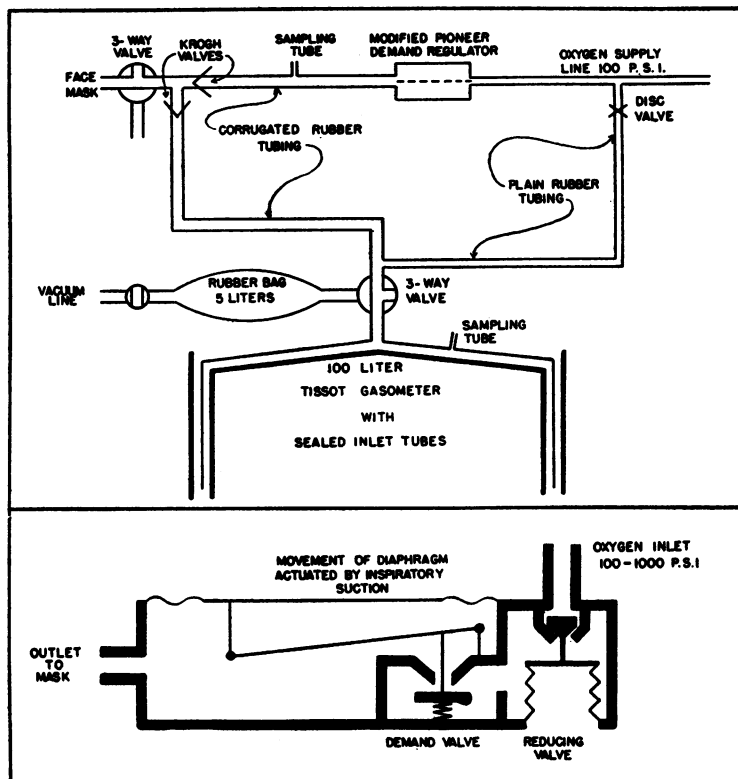 3-WAY
VALVE
KROGH
VALVES
SAMPLING
TUBE
MODIFIED PIONEER
DEMAND REGULATOR
OXYGEN SUPPLY
LINE 100 P.S.I.
FACE
MASK
DISC
VALVE
CORRUGATED RUBBER
TUBING
PLAIN RUBBER
TUBING
VACUUM
LINE
RUBBER BAG
5 LITERS
3-WAY
VALVE
SAMPLING
TUBE
100 LITER
TISSOT GASOMETER
WITH
SEALED INLET TUBES
MOVEMENT OF DIAPHRAGM
ACTUATED BY INSPIRATORY
SUCTION
OXYGEN INLET
100-1000 P.S.I
OUTLET
TO
MASK
DEMAND VALVE
REDUCING
VALVE